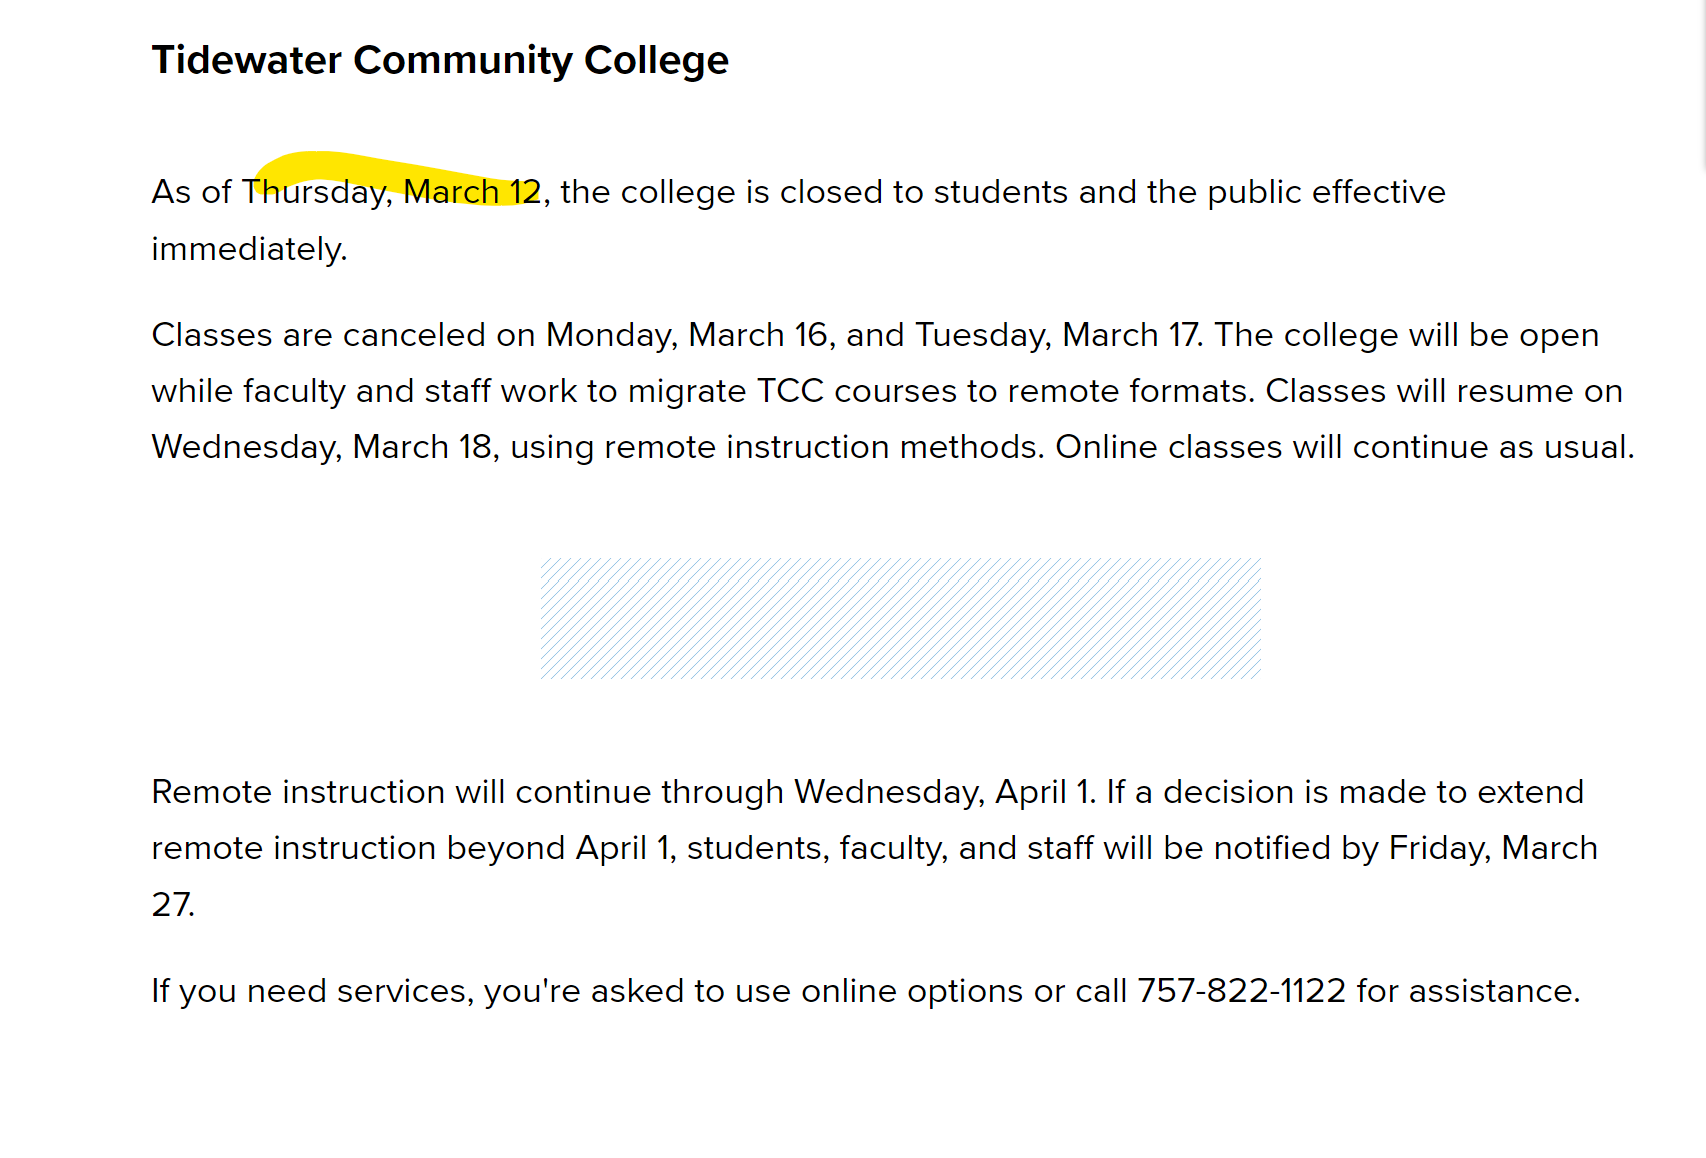 Tidewater Community College
As of Thursday, March 12, the college is closed to students and the public effective
immediately.
Classes are canceled on Monday, March 16, and Tuesday, March 17. The college will be open
while faculty and staff work to migrate TCC courses to remote formats. Classes will resume on
Wednesday, March 18, using remote instruction methods. Online classes will continue as usual.
Remote instruction will continue through Wednesday, April 1. If a decision is made to extend
remote instruction beyond April 1, students, faculty, and staff will be notified by Friday, March
27.
If you need services, you're asked to use online options or call 757-822-1122 for assistance.